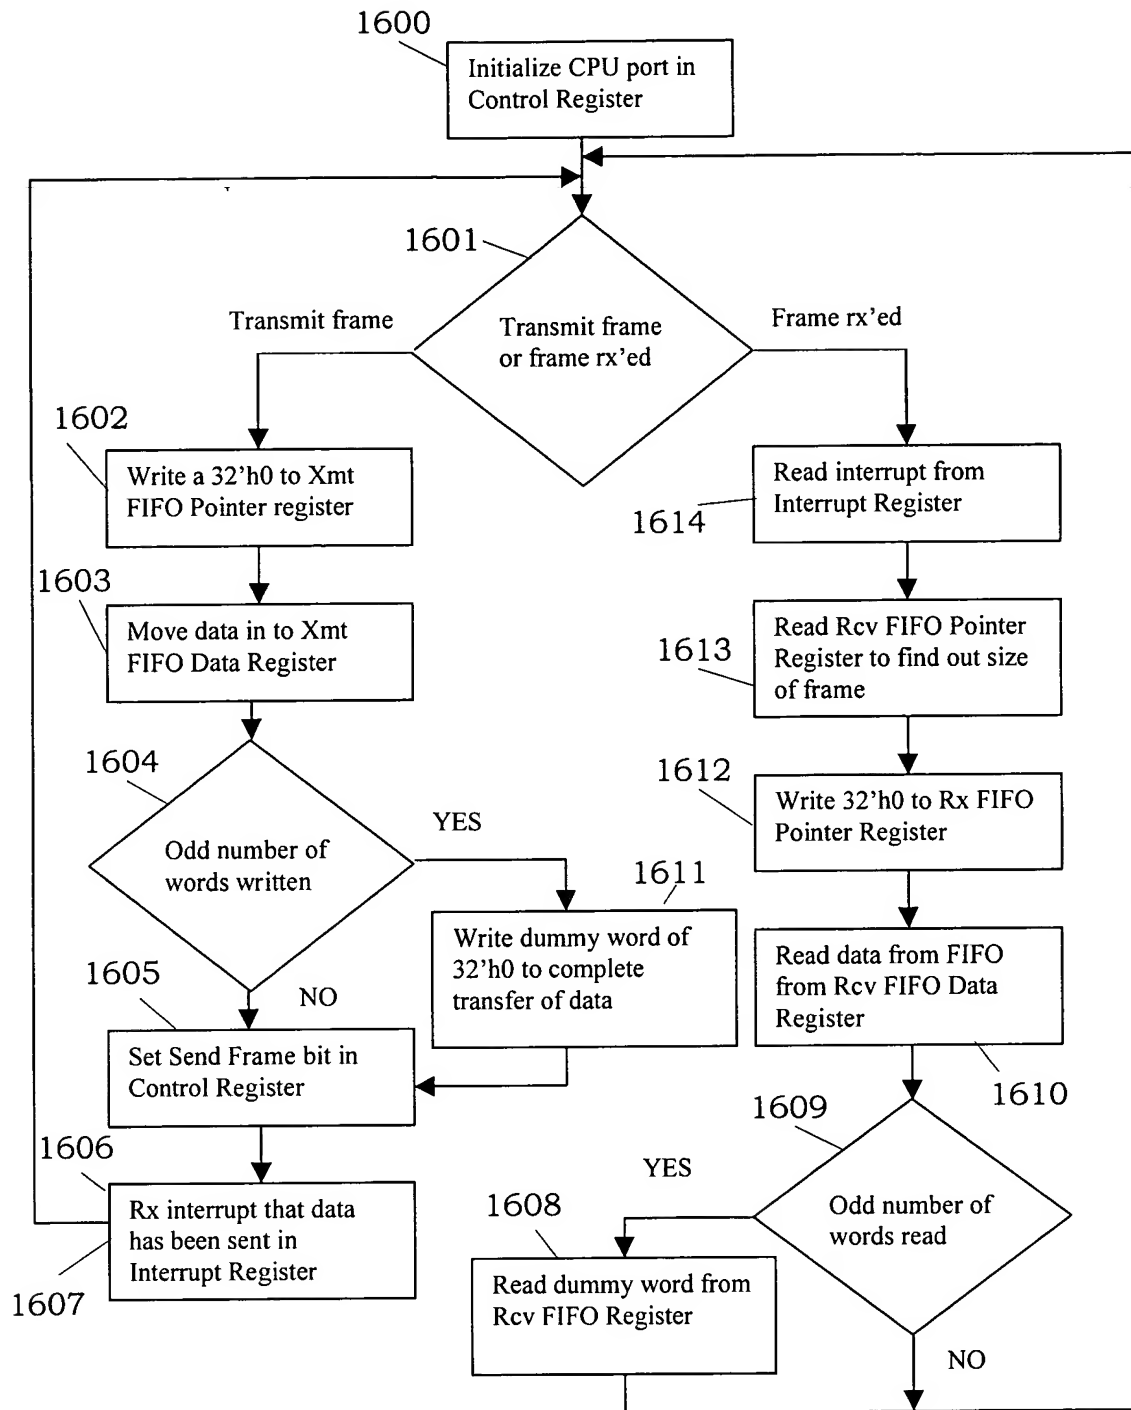 1600
Initialize CPU port in
Control Register
1601
Transmit frame
or frame rx'ed
Transmit frame
Frame rx'ed
1602
Write a 32'h0 to Xmt
FIFO Pointer register
1603
Move data in to Xmt
FIFO Data Register
1604
Odd number of
words written
YES
1611
Write dummy word of
32'h0 to complete
transfer of data
NO
1605
Set Send Frame bit in
Control Register
1606
Rx interrupt that data
has been sent in
Interrupt Register
1607
Read interrupt from
Interrupt Register
1614
Read Rcv FIFO Pointer
Register to find out size
of frame
1613
1612
Write 32'h0 to Rx FIFO
Pointer Register
Read data from FIFO
from Rcv FIFO Data
Register
1610
1609
Odd number of
words read
YES
1608
Read dummy word from
Rcv FIFO Register
NO